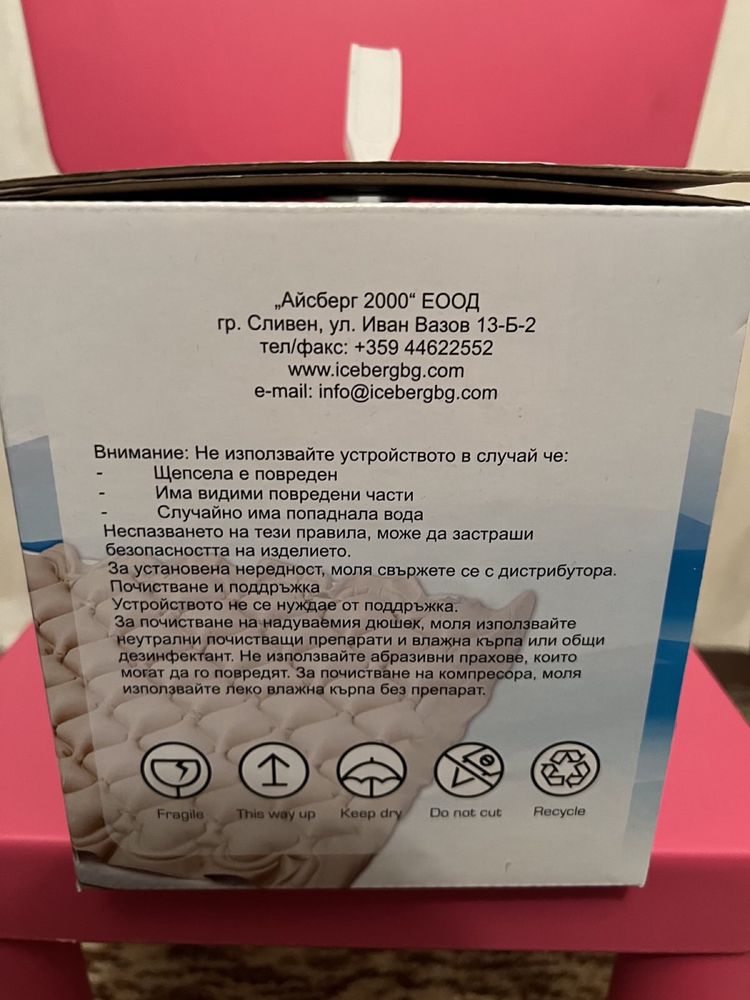 „Айсберг 2000“ ЕООД
гр. Сливен, ул. Иван Вазов 13-Б-2
тел/факс: +359 44622552
www.icebergbg.com
e-mail: info@icebergbg.com
Внимание: Не използвайте устройството в случай че:
- Щепсела е повреден
- Има видими повредени части
- Случайно има попаднала вода
Неспазването на тези правила, може да застраши
безопасността на изделието.
За установена нередност, моля свържете се с дистрибутора.
Почистване и поддръжка
Устройството не се нуждае от поддръжка.
За почистване на надуваемия дюшек, моля използвайте
неутрални почистващи препарати и влажна кърпа или общи
дезинфектант. Не използвайте абразивни прахове, които
могат да го повредят. За почистване на компресора, моля
използвайте леко влажна кърпа без препарат.
Fragile This way up Keep dry Do not cut Recycle